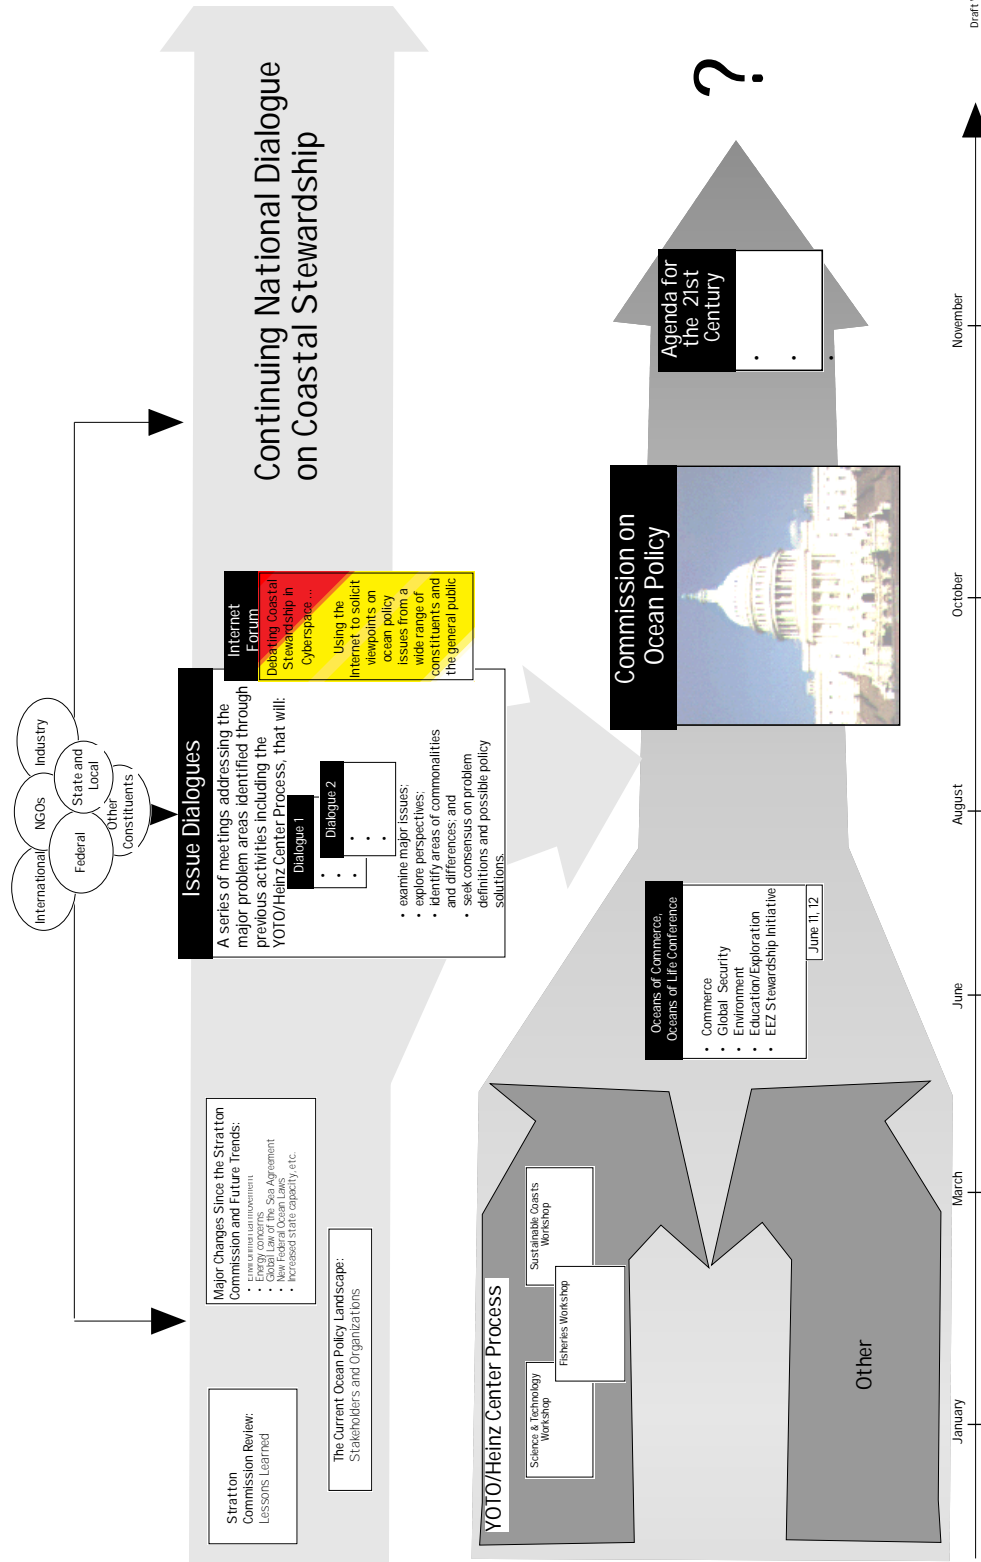 International
NGOs
Industry
Federal
State and
Local
Other
Constituents
Stratton
Commission Review:
Lessons Learned
Major Changes Since the Stratton
Commission and Future Trends:
• Environmental movement
• Energy concerns
• Global Law of the Sea Agreement
• New Federal Ocean Laws
• Increased state capacity, etc.
The Current Ocean Policy Landscape:
Stakeholders and Organizations
Issue Dialogues
A series of meetings addressing the
major problem areas identified through
previous activities including the
YOTO/Heinz Center Process, that will:
Dialogue 1
•
•
•
Dialogue 2
•
•
•
• examine major issues;
• explore perspectives;
• identify areas of commonalities
and differences; and
• seek consensus on problem
definitions and possible policy
solutions.
Internet
Forum
Debating Coastal
Stewardship in
Cyberspace ...
Using the
Internet to solicit
viewpoints on
ocean policy
issues from a
wide range of
constituents and
the general public
Continuing National Dialogue
on Coastal Stewardship
YOTO/Heinz Center Process
Science & Technology
Workshop
Fisheries Workshop
Sustainable Coasts
Workshop
Other
Oceans of Commerce,
Oceans of Life Conference
• Commerce
• Global Security
• Environment
• Education/Exploration
• EEZ Stewardship Initiative
June 11, 12
Commission on
Ocean Policy
Agenda for
the 21st
Century
•
•
•
?
January
March
June
August
October
November
Draft